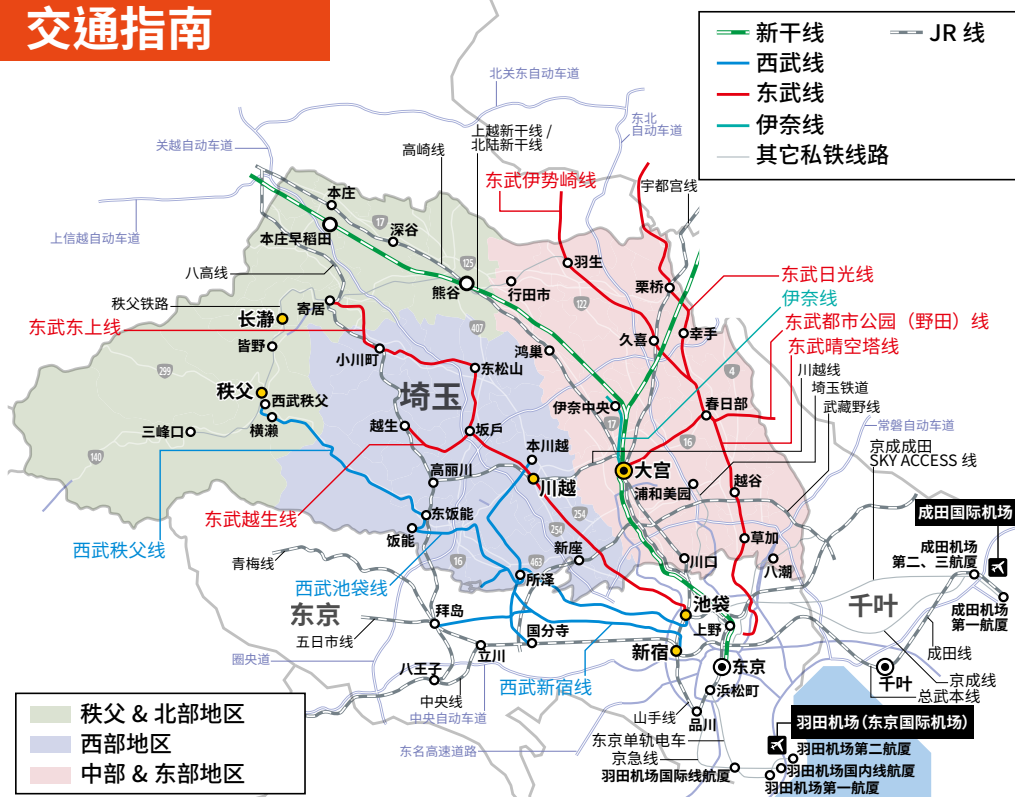 交通指南
新干线
JR 线
西武线
东武线
伊奈线
其它私铁线路
北关东自动车道
东北
自动车道
关越自动车道
上越新干线 /
北陆新干线
高崎线
东武伊势崎线
宇都宫线
本庄
17
深谷
本庄早稻田
上信越自动车道
125
羽生
八高线
熊谷
行田市
栗桥
东武日光线
伊奈线
秩父铁路
寄居
122
长瀞
东武东上线
407
久喜
幸手
东武都市公园（野田）线
皆野
小川町
鸿巢
东武晴空塔线
299
东松山
4
川越线
埼玉铁道
秩父
西武秩父
埼玉
伊奈中央
春日部
武藏野线
横濑
越生
坂戶
17
16
常磐自动车道
三峰口
本川越
京成成田
SKY ACCESS 线
140
高丽川
大宫
川越
浦和美园
越谷
东武越生线
东饭能
254
成田国际机场
西武秩父线
饭能
254
草加
新座
成田机场
第二、三航厦
青梅线
16
463
川口
八潮
西武池袋线
所泽
东京
拜岛
池袋
千叶
成田机场
第一航厦
五日市线
国分寺
上野
圈央道
立川
新宿
成田线
八王子
东京
千叶
京成线
中央线
西武新宿线
浜松町
总武本线
中央自动车道
山手线
品川
羽田机场（东京国际机场）
秩父 & 北部地区
西部地区
中部 & 东部地区
东名高速道路
东京单轨电车
京急线
羽田机场第二航厦
羽田机场国际线航厦
羽田机场国内线航厦
羽田机场第一航厦